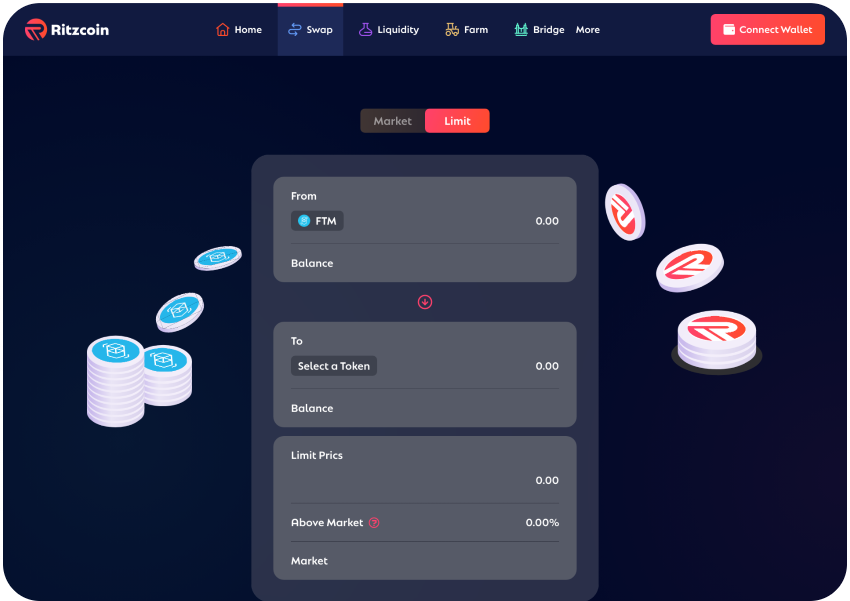 Ritzcoin Home Swap Liquidity Farm Bridge More Connect Wallet
Market Limit
From
FTM 0.00
Balance
To
Select a Token 0.00
Balance
Limit Prics
0.00
Above Market 0.00%
Market